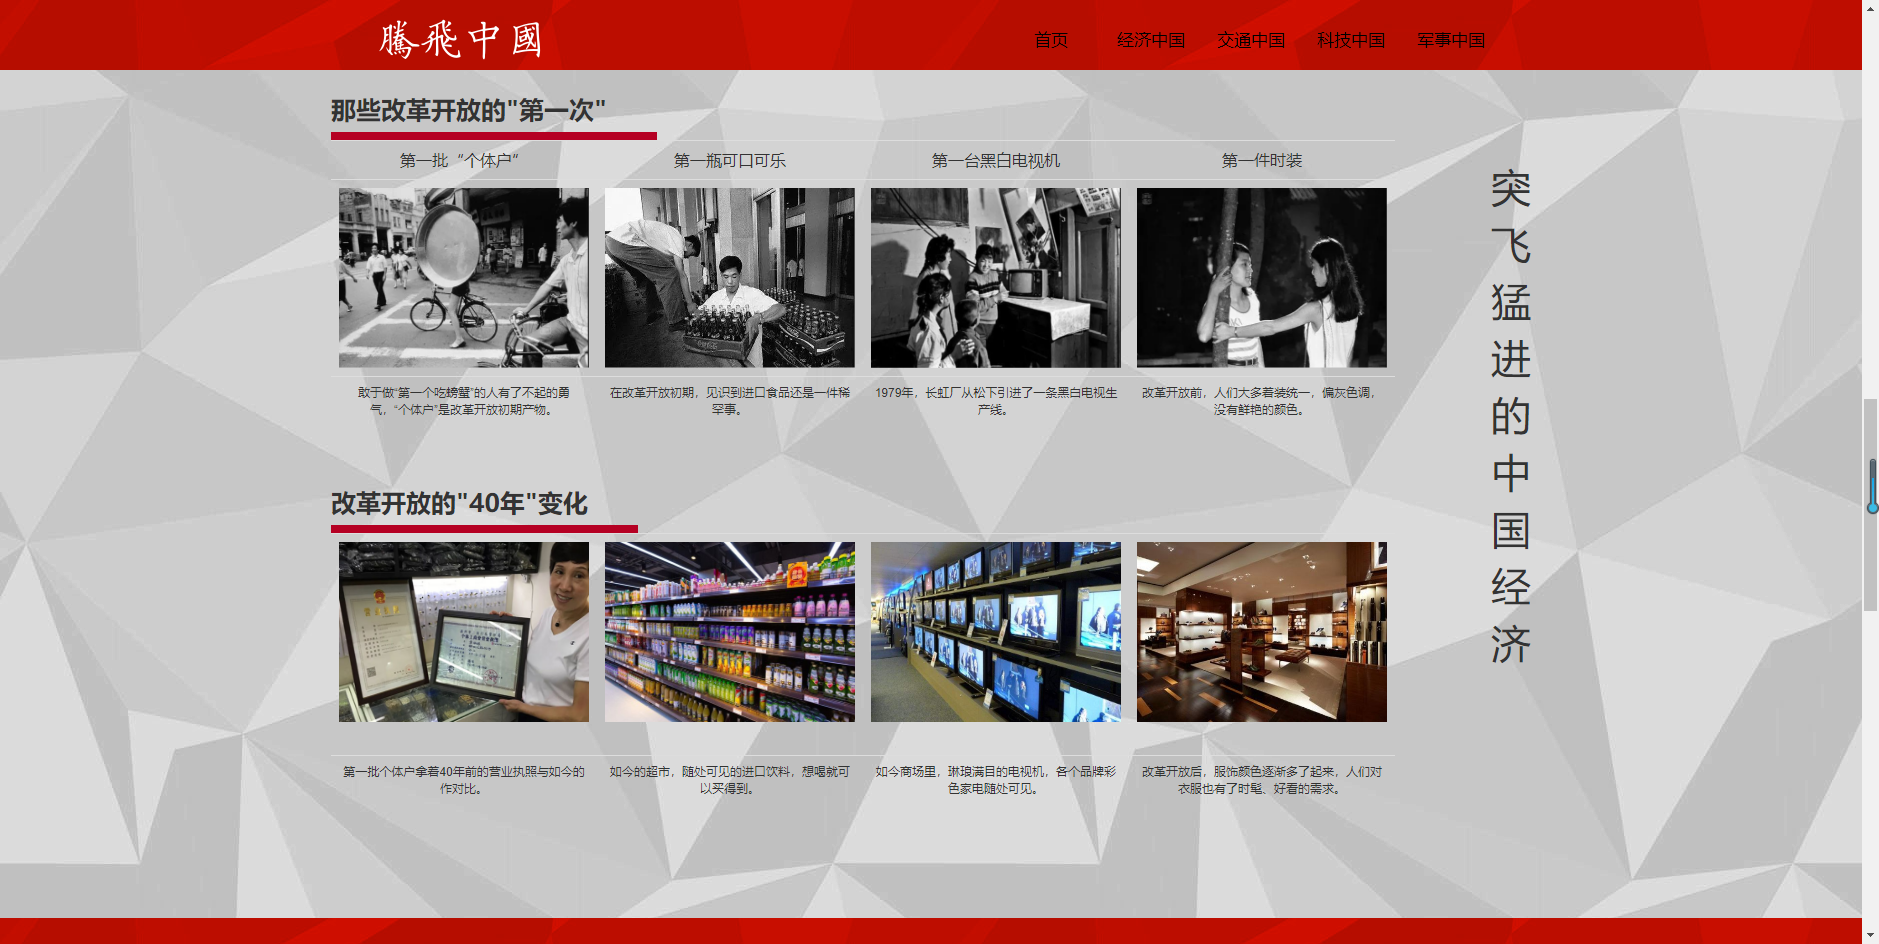 騰飛中國
首页 经济中国 交通中国 科技中国 军事中国
那些改革开放的"第一次"
第一批“个体户” 第一瓶可口可乐 第一台黑白电视机 第一件时装
敢于做“第一个吃螃蟹”的人有了不起的勇
气，“个体户”是改革开放初期产物。
在改革开放初期，见识到进口食品还是一件稀
罕事。
1979年，长虹厂从松下引进了一条黑白电视生
产线。
改革开放前，人们大多着装统一，偏灰色调，
没有鲜艳的颜色。
改革开放的"40年"变化
第一批个体户拿着40年前的营业执照与如今的
作对比。
如今的超市，随处可见的进口饮料，想喝就可
以买得到。
如今商场里，琳琅满目的电视机，各个品牌彩
色家电随处可见。
改革开放后，服饰颜色逐渐多了起来，人们对
衣服也有了时髦、好看的需求。
突飞猛进的中国经济